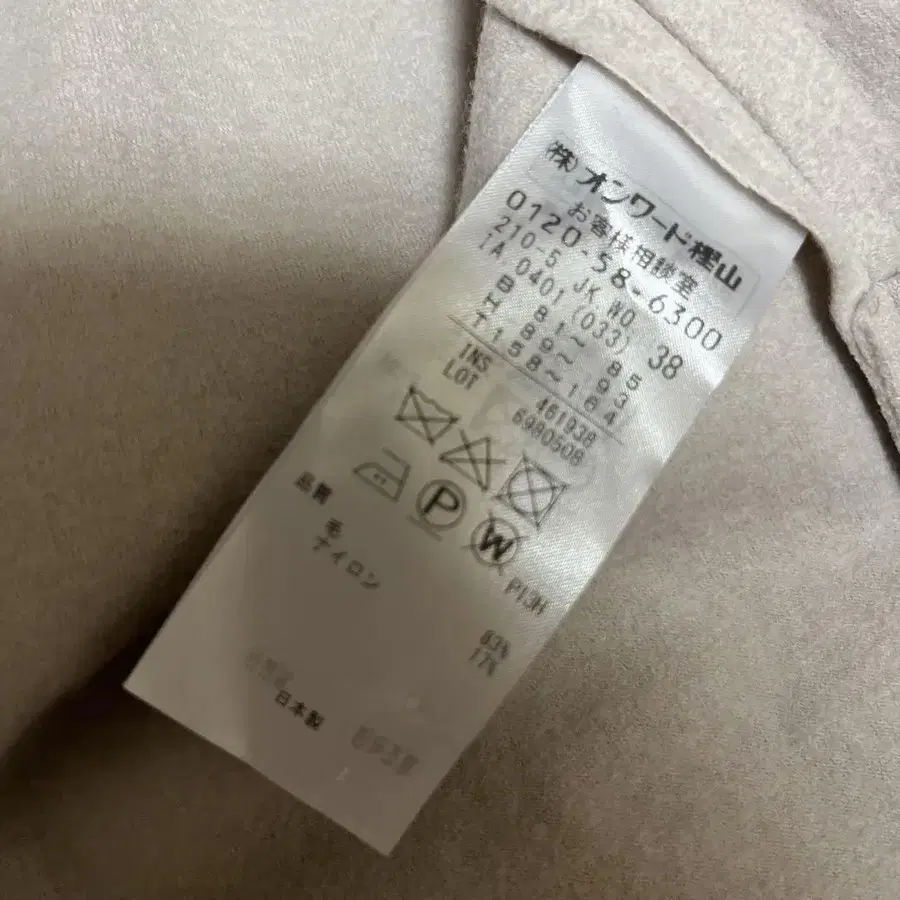 (株)オンワード樫山
お客様相談室
0120-58-6300
210-5 JK NO. 38
IA 0401 (033)
B 81～85
H 89～93
T158～164
INS. 461938
LOT 6980508
P
W
P13H
品質
毛 83%
ナイロン 17%
日本製